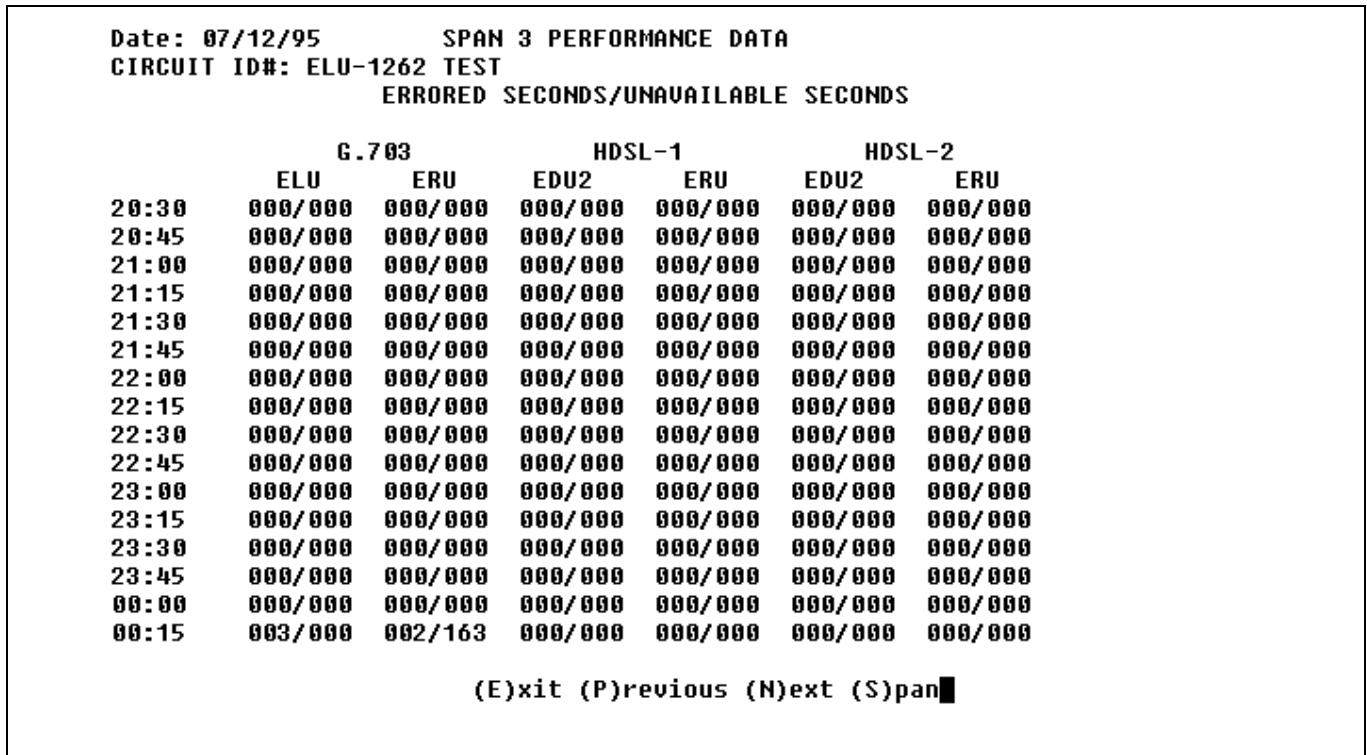 Date: 07/12/95 SPAN 3 PERFORMANCE DATA
CIRCUIT ID#: ELU-1262 TEST
ERRORED SECONDS/UNAVAILABLE SECONDS
G.703 HDSL-1 HDSL-2
ELU ERU EDU2 ERU EDU2 ERU
20:30 000/000 000/000 000/000 000/000 000/000 000/000
20:45 000/000 000/000 000/000 000/000 000/000 000/000
21:00 000/000 000/000 000/000 000/000 000/000 000/000
21:15 000/000 000/000 000/000 000/000 000/000 000/000
21:30 000/000 000/000 000/000 000/000 000/000 000/000
21:45 000/000 000/000 000/000 000/000 000/000 000/000
22:00 000/000 000/000 000/000 000/000 000/000 000/000
22:15 000/000 000/000 000/000 000/000 000/000 000/000
22:30 000/000 000/000 000/000 000/000 000/000 000/000
22:45 000/000 000/000 000/000 000/000 000/000 000/000
23:00 000/000 000/000 000/000 000/000 000/000 000/000
23:15 000/000 000/000 000/000 000/000 000/000 000/000
23:30 000/000 000/000 000/000 000/000 000/000 000/000
23:45 000/000 000/000 000/000 000/000 000/000 000/000
00:00 000/000 000/000 000/000 000/000 000/000 000/000
00:15 003/000 002/163 000/000 000/000 000/000 000/000
(E)xit (P)revious (N)ext (S)pan